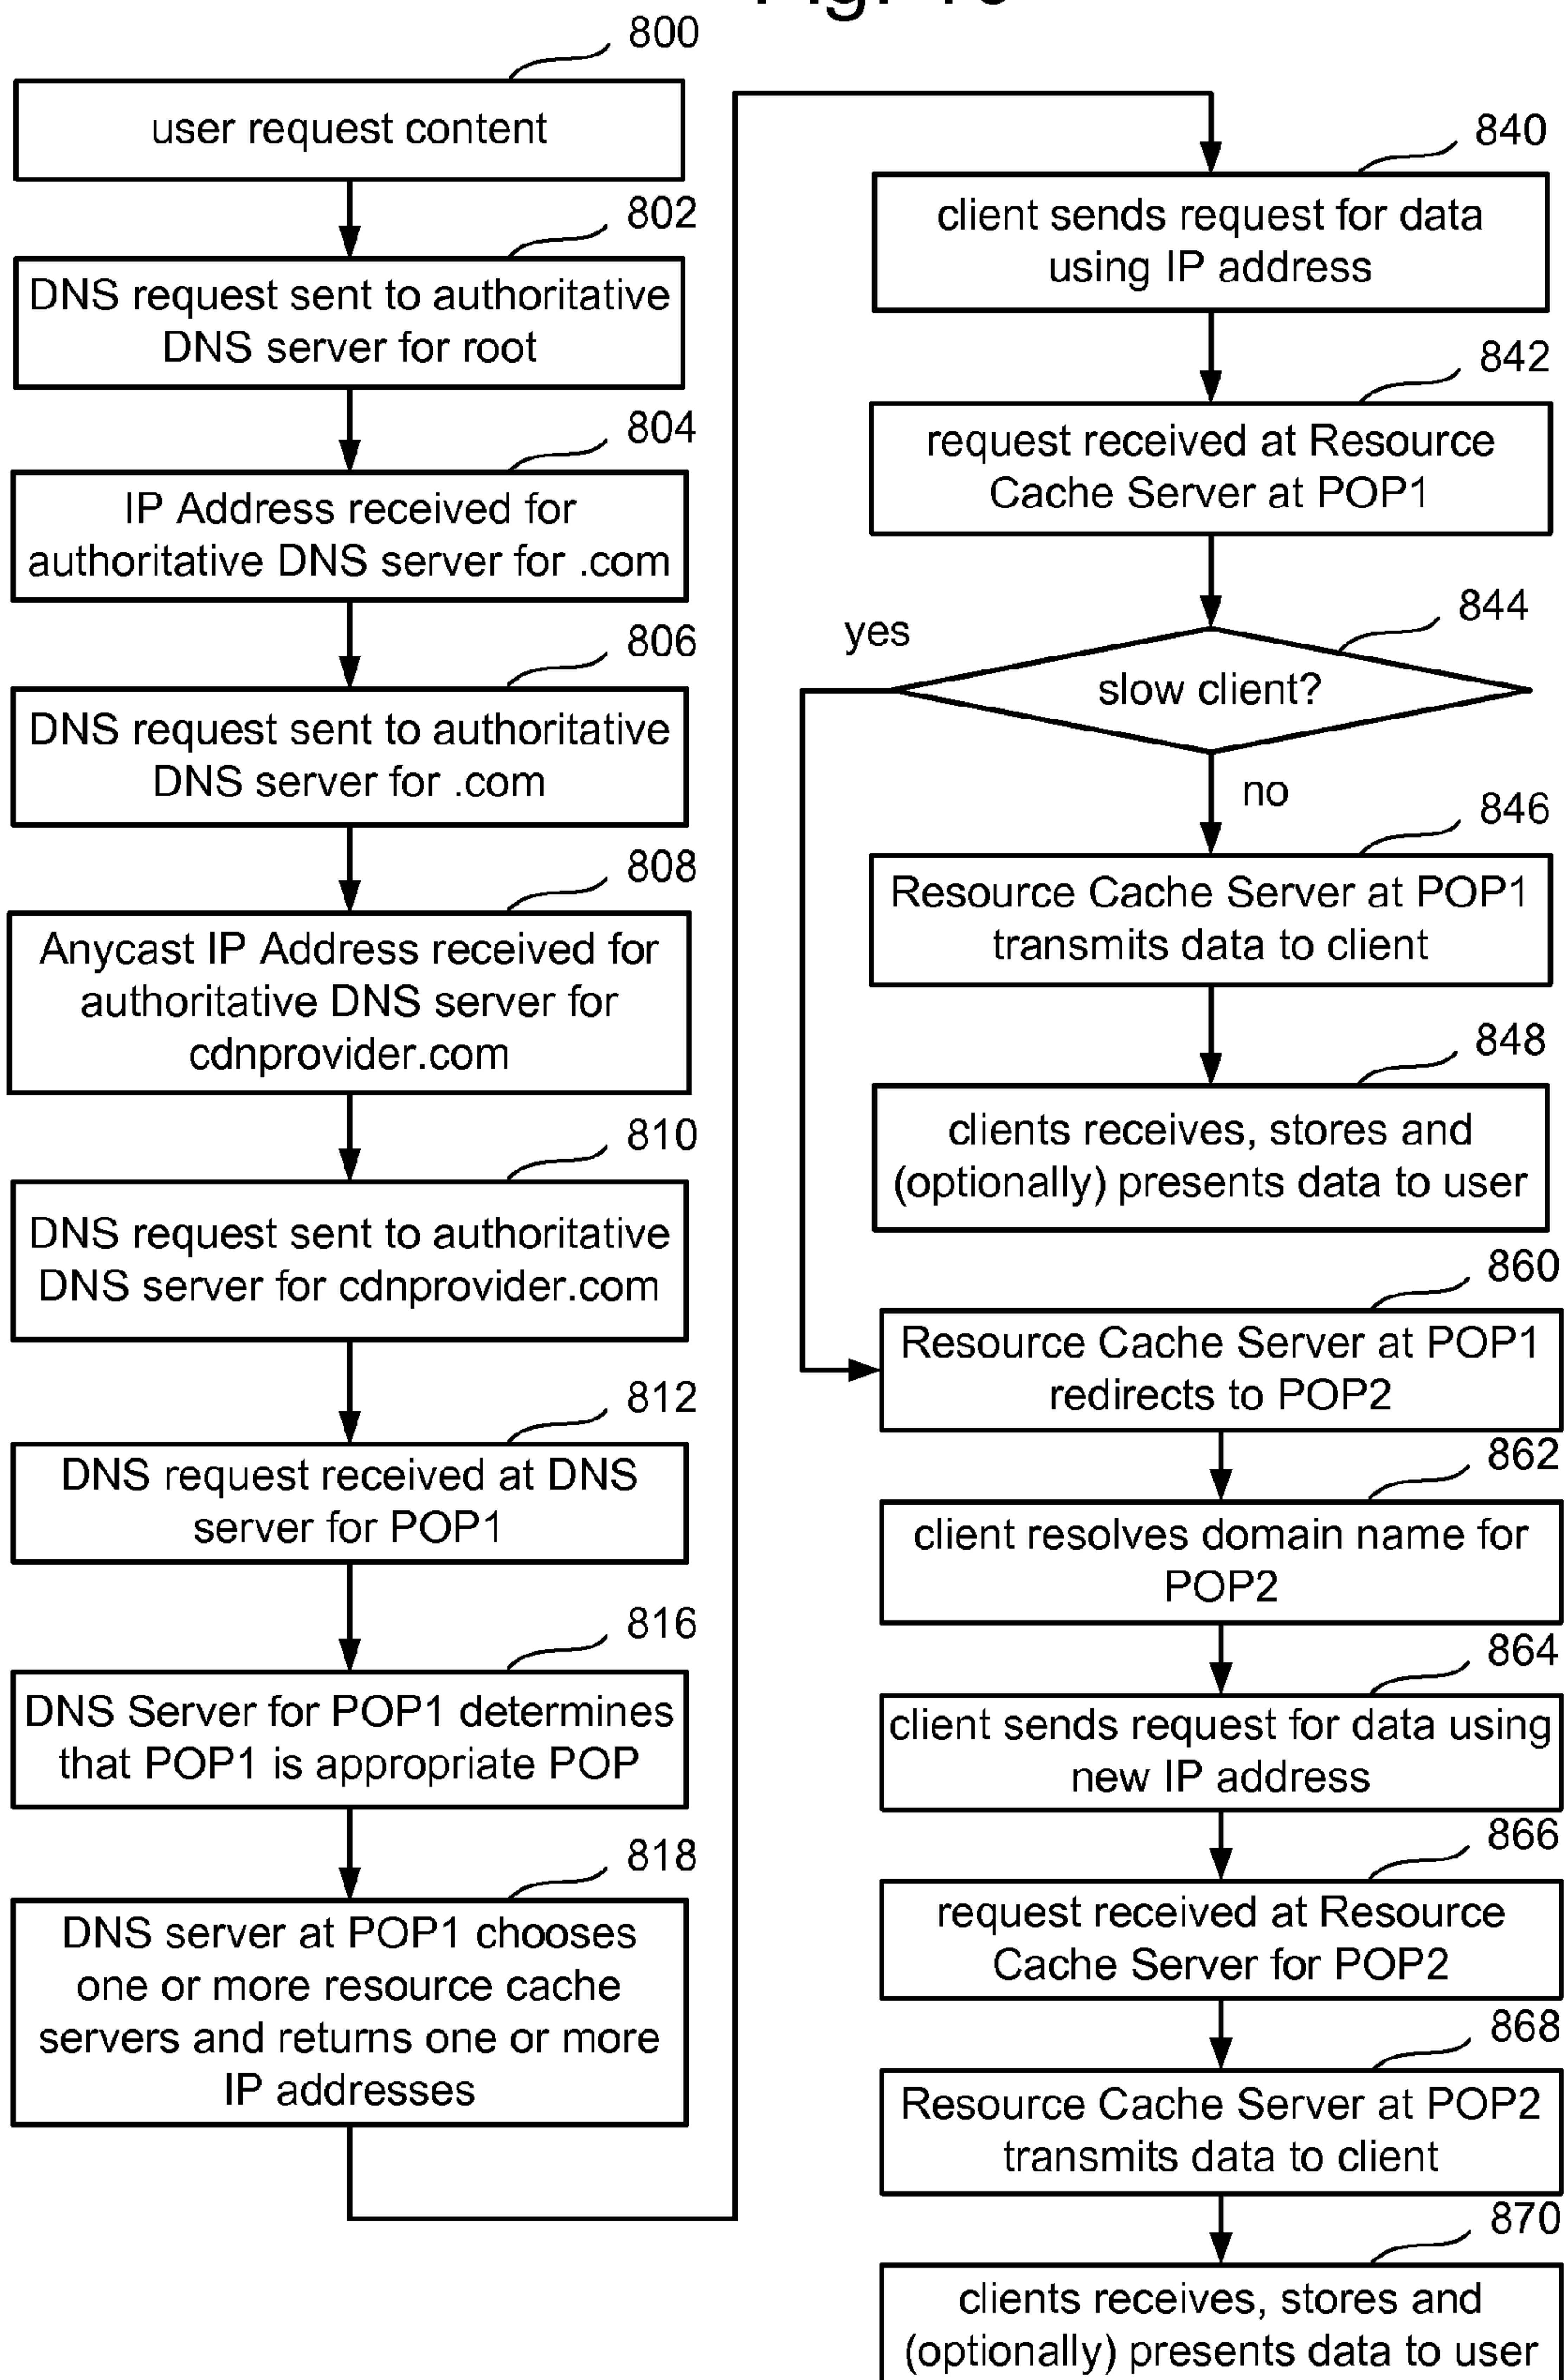 800
user request content
802
DNS request sent to authoritative
DNS server for root
804
IP Address received for
authoritative DNS server for .com
806
DNS request sent to authoritative
DNS server for .com
808
Anycast IP Address received for
authoritative DNS server for
cdnprovider.com
810
DNS request sent to authoritative
DNS server for cdnprovider.com
812
DNS request received at DNS
server for POP1
816
DNS Server for POP1 determines
that POP1 is appropriate POP
818
DNS server at POP1 chooses
one or more resource cache
servers and returns one or more
IP addresses
840
client sends request for data
using IP address
842
request received at Resource
Cache Server at POP1
844
yes
slow client?
no
846
Resource Cache Server at POP1
transmits data to client
848
clients receives, stores and
(optionally) presents data to user
860
Resource Cache Server at POP1
redirects to POP2
862
client resolves domain name for
POP2
864
client sends request for data using
new IP address
866
request received at Resource
Cache Server for POP2
868
Resource Cache Server at POP2
transmits data to client
870
clients receives, stores and
(optionally) presents data to user